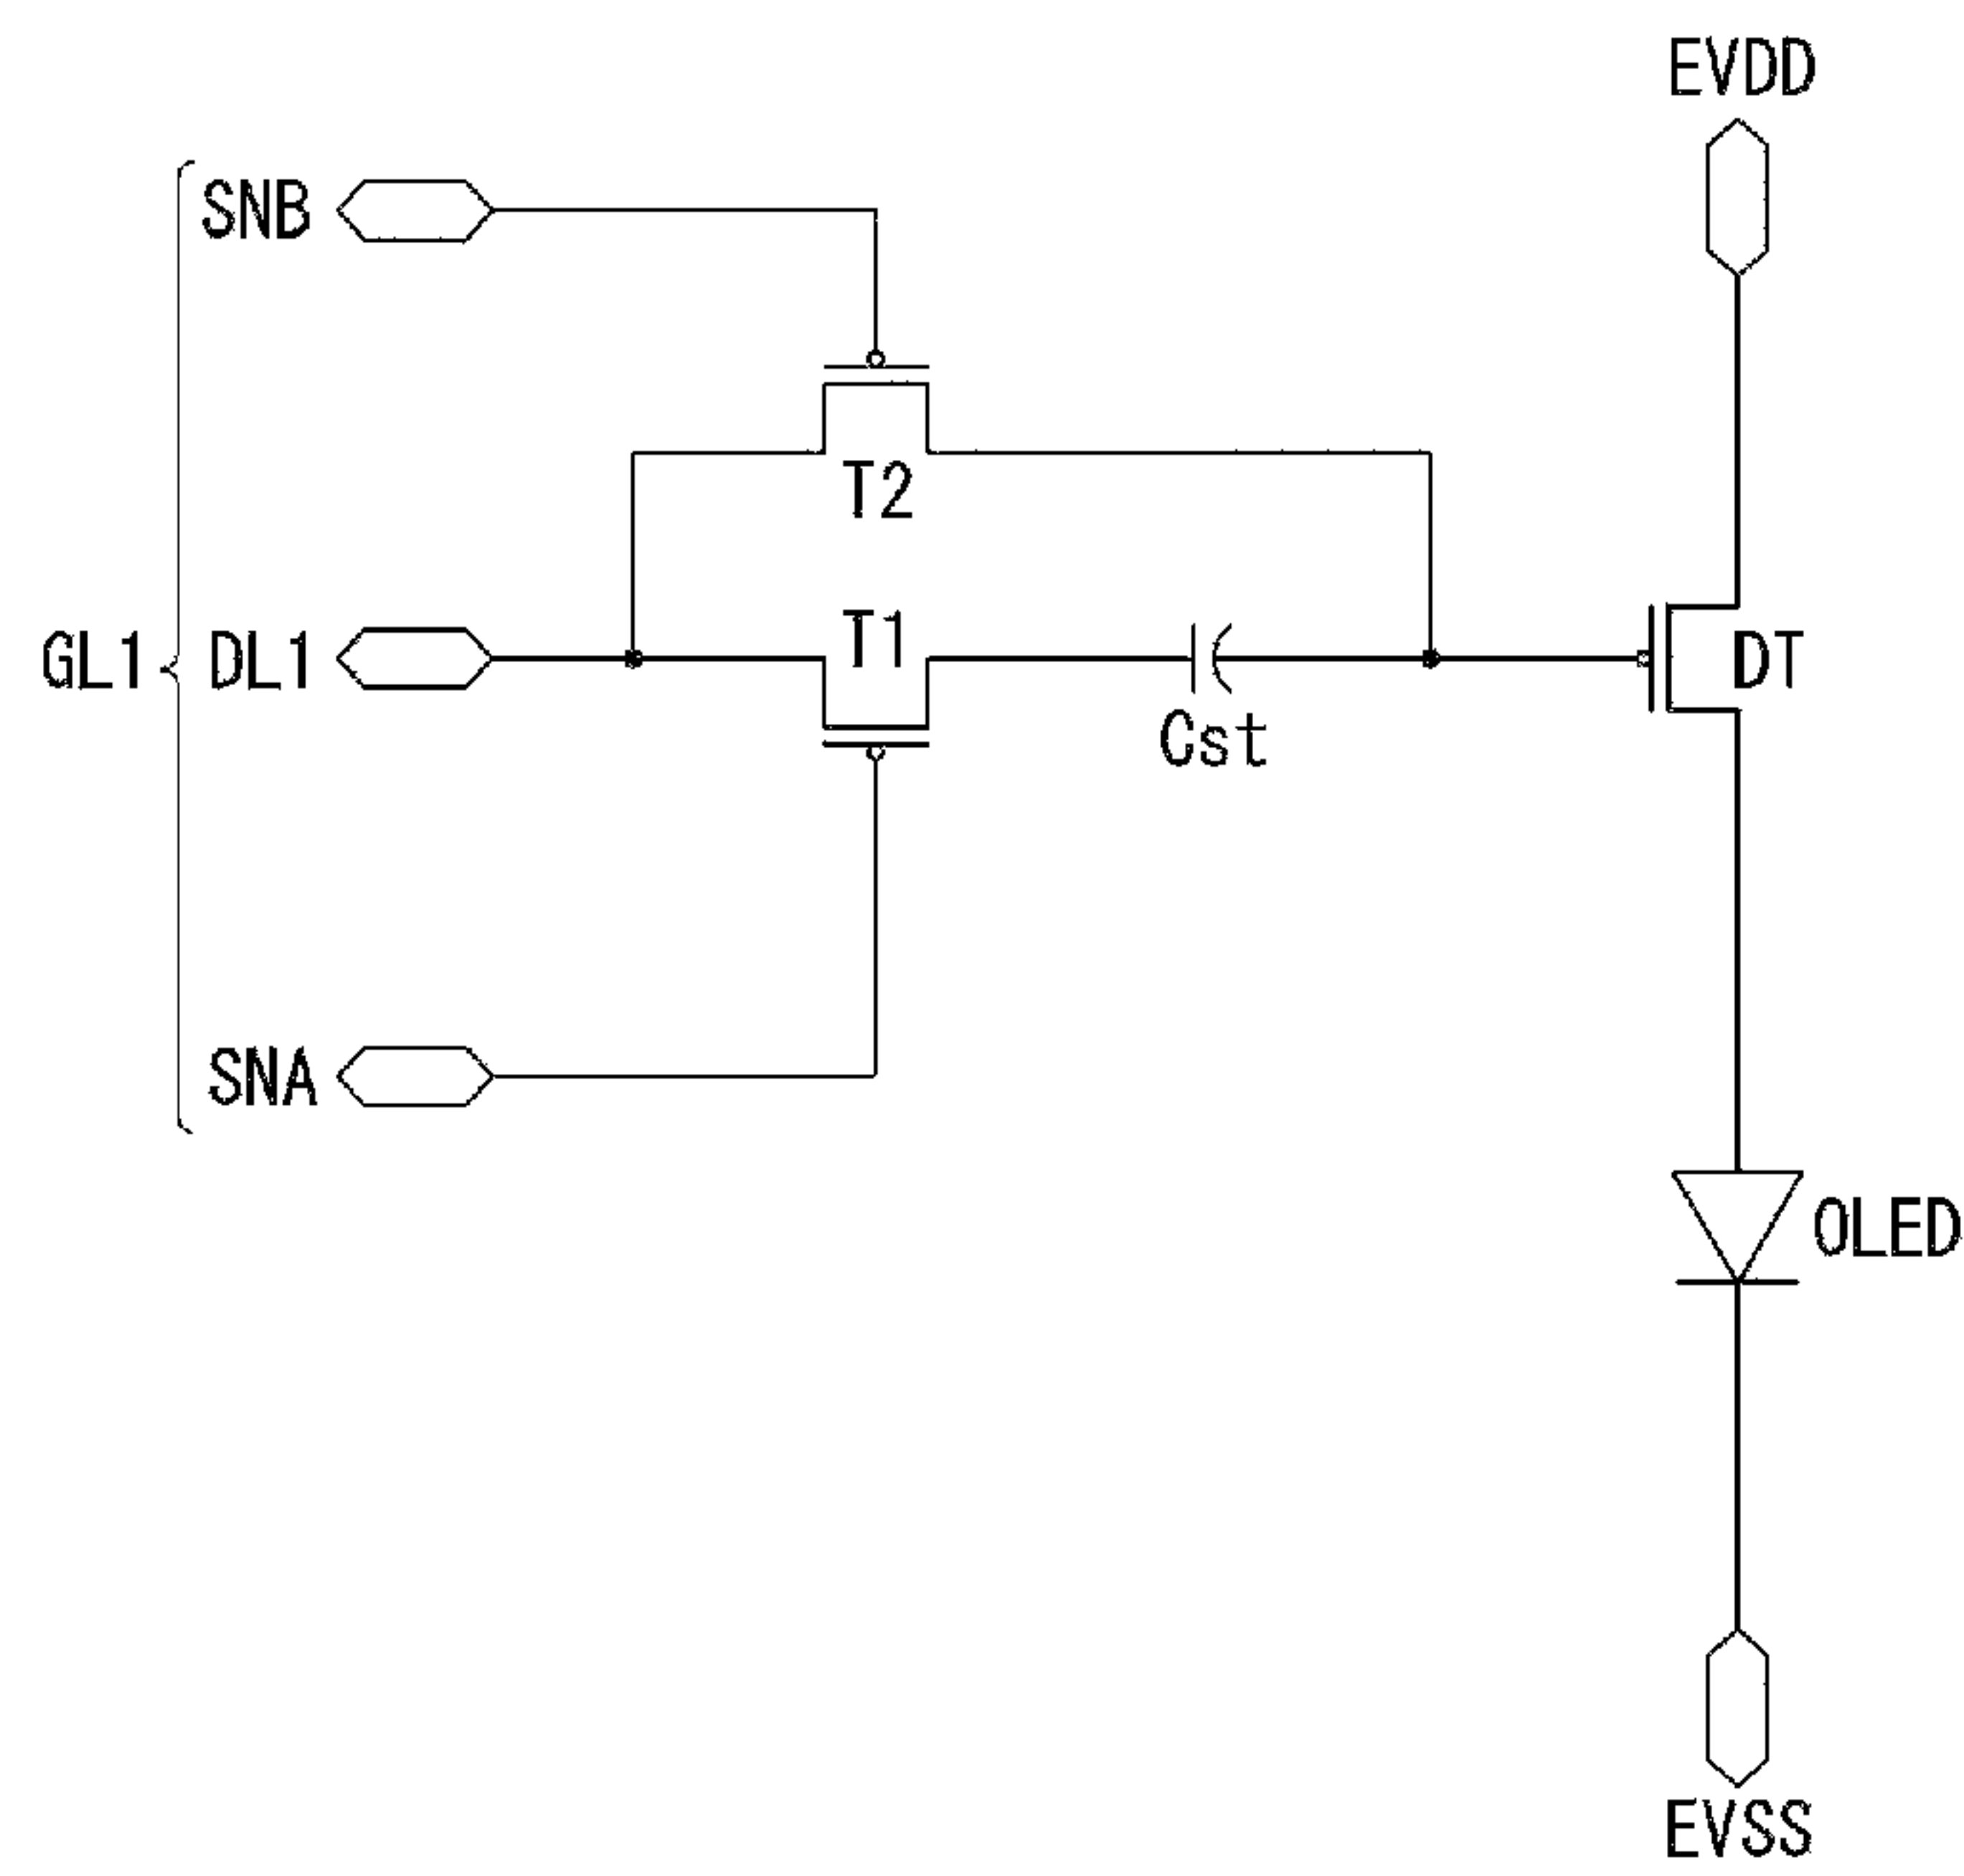 EVDD
SNB
T2
T1
GL1
DL1
DT
Cst
SNA
OLED
EVSS